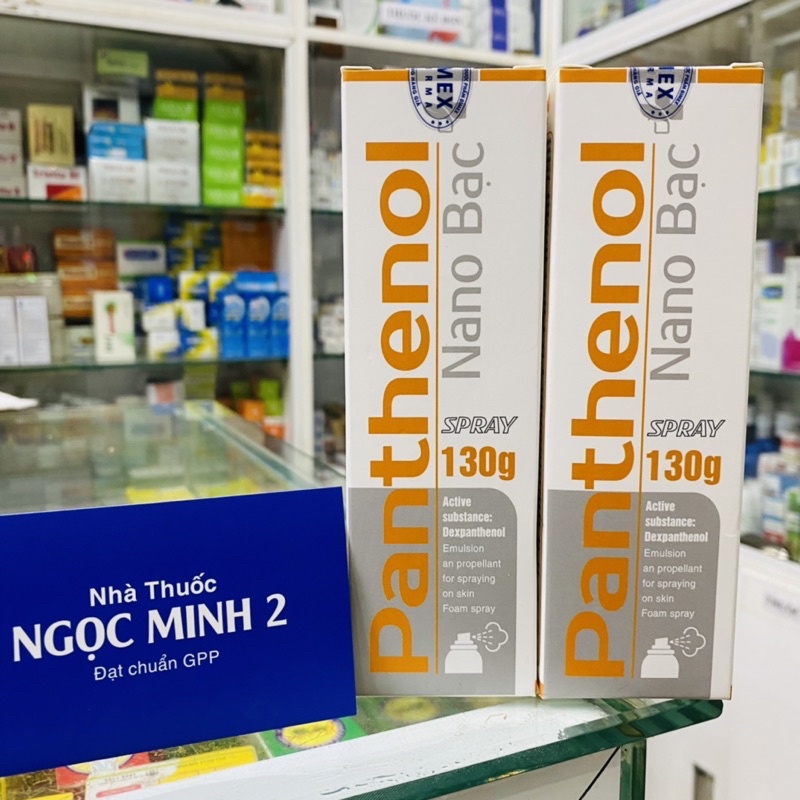 Panthenol
Nano Bạc
SPRAY
130g
Active
substance:
Dexpanthenol
Emulsion
an propellant
for spraying
on skin
Foam spray
Panthenol
Nano Bạc
SPRAY
130g
Active
substance:
Dexpanthenol
Emulsion
an propellant
for spraying
on skin
Foam spray
Nhà Thuốc
NGỌC MINH 2
Đạt chuẩn GPP